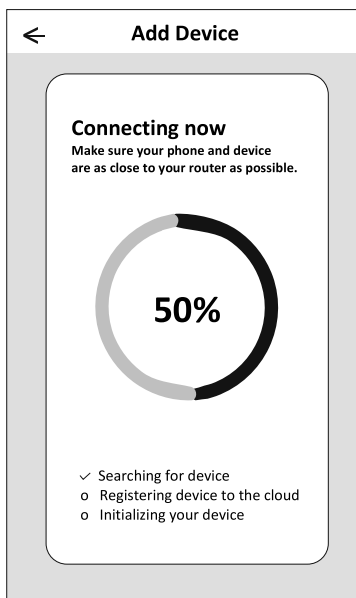 Add Device
Connecting now
Make sure your phone and device
are as close to your router as possible.
50%
✓ Searching for device
o Registering device to the cloud
o Initializing your device